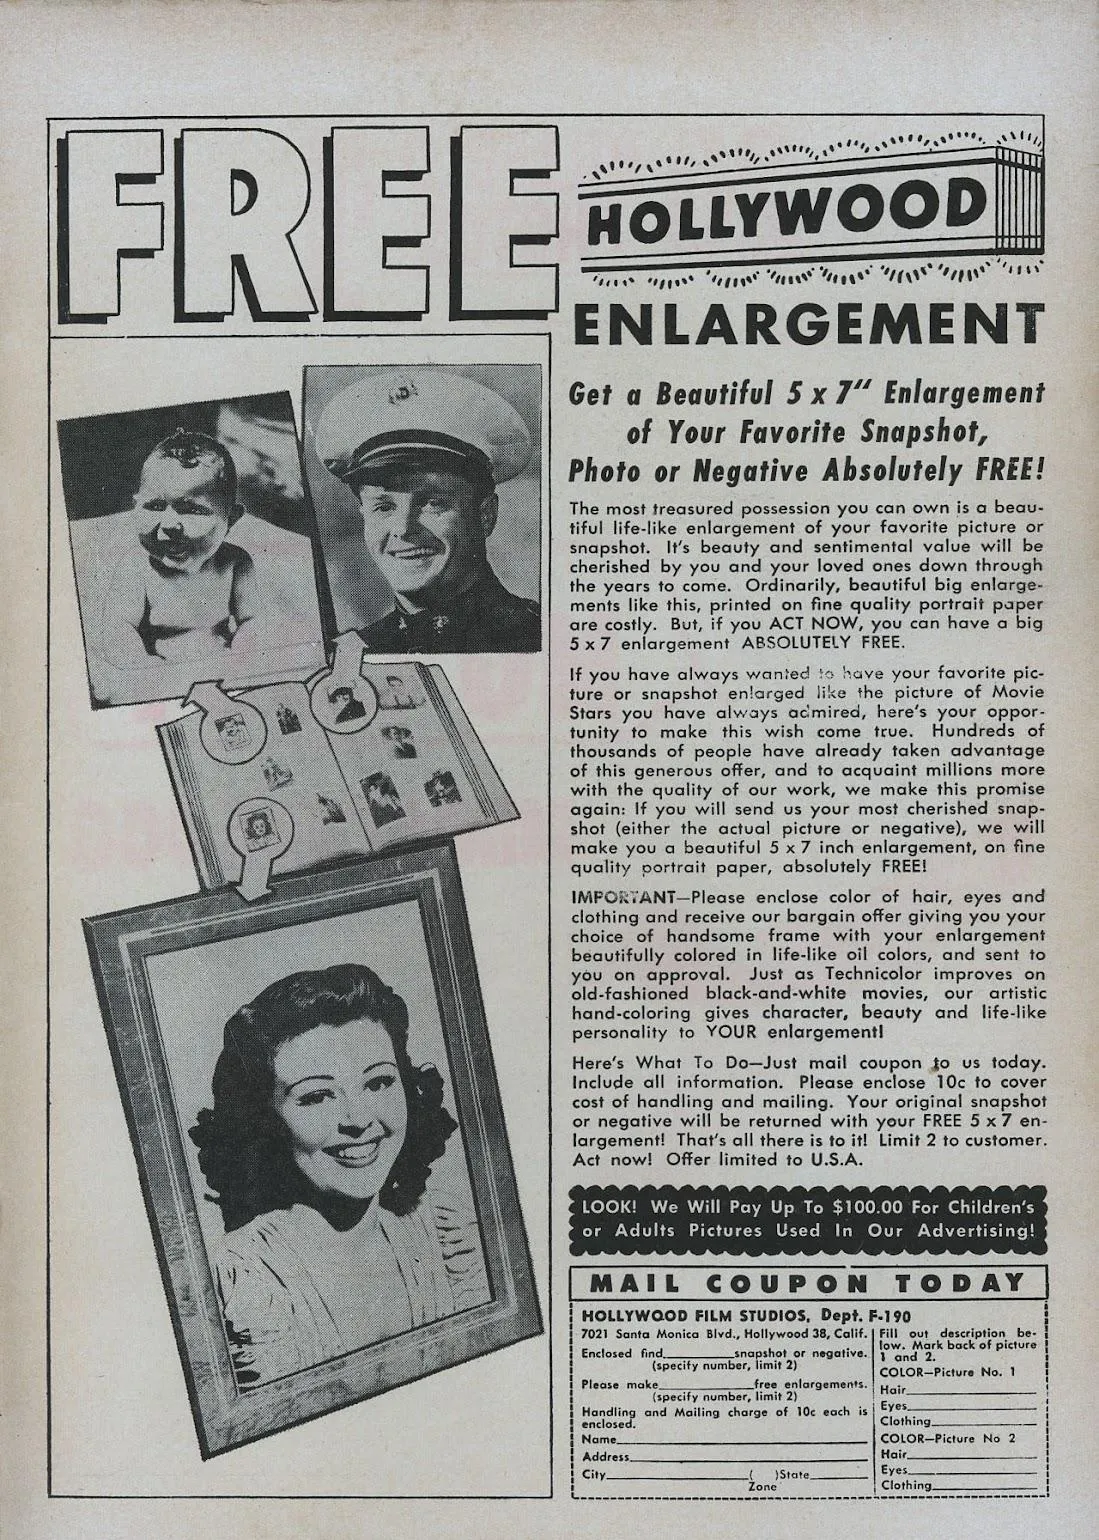 FREE
HOLLYWOOD
ENLARGEMENT
Get a Beautiful 5 x 7" Enlargement
of Your Favorite Snapshot,
Photo or Negative Absolutely FREE!
The most treasured possession you can own is a beau-
tiful life-like enlargement of your favorite picture or
snapshot. It's beauty and sentimental value will be
cherished by you and your loved ones down through
the years to come. Ordinarily, beautiful big enlarge-
ments like this, printed on fine quality portrait paper
are costly. But, if you ACT NOW, you can have a big
5 x 7 enlargement ABSOLUTELY FREE.
If you have always wanted to have your favorite pic-
ture or snapshot enlarged like the picture of Movie
Stars you have always admired, here's your oppor-
tunity to make this wish come true. Hundreds of
thousands of people have already taken advantage
of this generous offer, and to acquaint millions more
with the quality of our work, we make this promise
again: If you will send us your most cherished snap-
shot (either the actual picture or negative), we will
make you a beautiful 5 x 7 inch enlargement, on fine
quality portrait paper, absolutely FREE!
IMPORTANT—Please enclose color of hair, eyes and
clothing and receive our bargain offer giving you your
choice of handsome frame with your enlargement
beautifully colored in life-like oil colors, and sent to
you on approval. Just as Technicolor improves on
old-fashioned black-and-white movies, our artistic
hand-coloring gives character, beauty and life-like
personality to YOUR enlargement!
Here's What To Do—Just mail coupon to us today.
Include all information. Please enclose 10c to cover
cost of handling and mailing. Your original snapshot
or negative will be returned with your FREE 5 x 7 en-
largement! That's all there is to it! Limit 2 to customer.
Act now! Offer limited to U.S.A.
LOOK! We Will Pay Up To $100.00 For Children's
or Adults Pictures Used In Our Advertising!
MAIL COUPON TODAY
HOLLYWOOD FILM STUDIOS, Dept. F-190
7021 Santa Monica Blvd., Hollywood 38, Calif.
Enclosed find__________snapshot or negative.
(specify number, limit 2)
Please make__________free enlargements.
(specify number, limit 2)
Handling and Mailing charge of 10c each is
enclosed.
Name__________
Address__________
City__________( )State__________
Zone
Fill out description be-
low. Mark back of picture
1 and 2.
COLOR—Picture No. 1
Hair__________
Eyes__________
Clothing__________
COLOR—Picture No 2
Hair__________
Eyes__________
Clothing__________